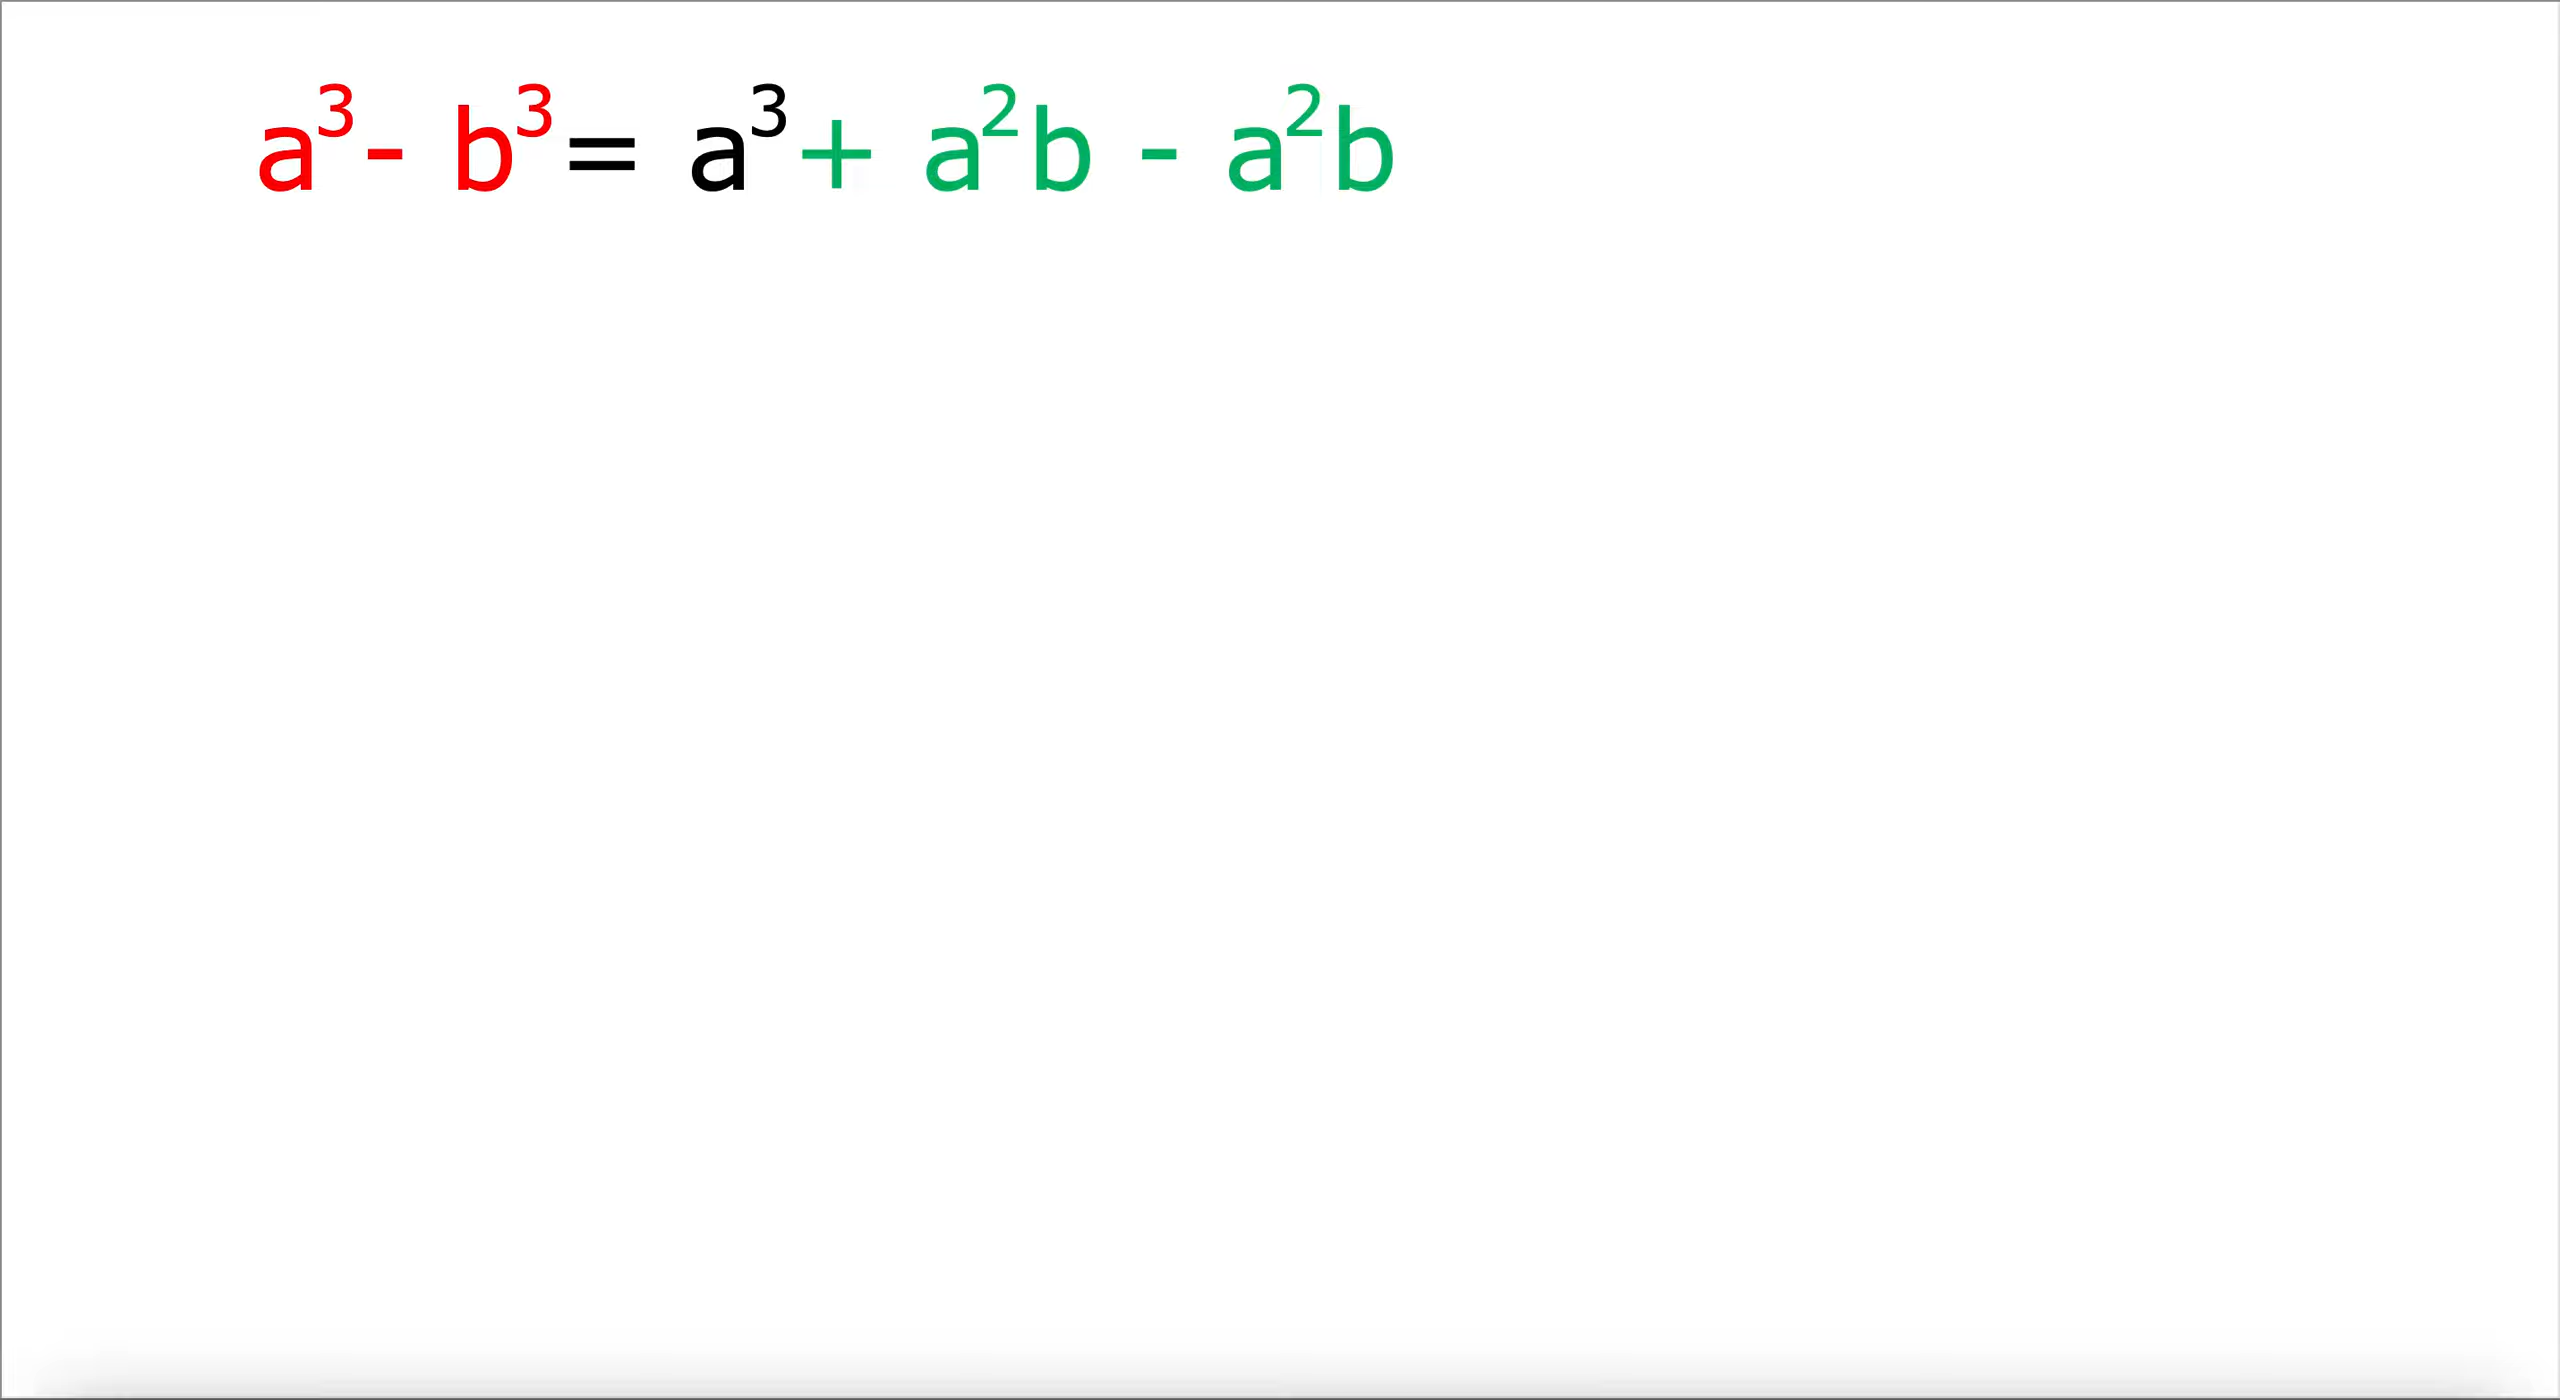 a³- b³= a³+ a²b - a²b